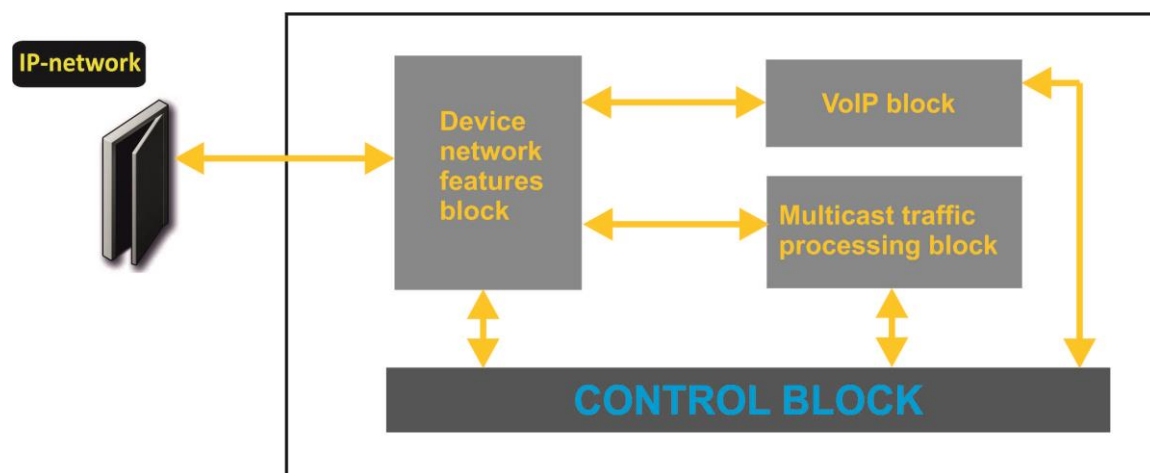 IP-network
Device
network
features
block
VoIP block
Multicast traffic
processing block
CONTROL BLOCK